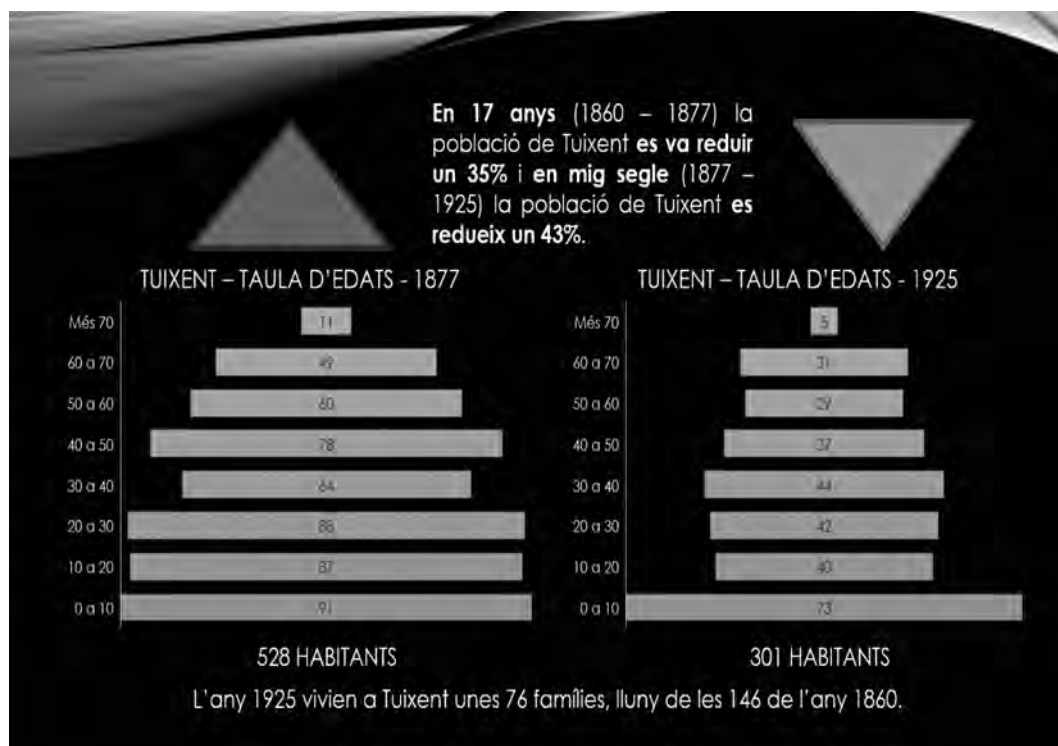 En 17 anys (1860 – 1877) la
població de Tuixent es va reduir
un 35% i en mig segle (1877 –
1925) la població de Tuixent es
redueix un 43%.
TUIXENT – TAULA D'EDATS - 1877
Més 70 11
60 a 70 49
50 a 60 60
40 a 50 78
30 a 40 64
20 a 30 88
10 a 20 87
0 a 10 91
528 HABITANTS
TUIXENT – TAULA D'EDATS - 1925
Més 70 5
60 a 70 31
50 a 60 29
40 a 50 37
30 a 40 44
20 a 30 42
10 a 20 40
0 a 10 73
301 HABITANTS
L'any 1925 vivien a Tuixent unes 76 famílies, lluny de les 146 de l'any 1860.